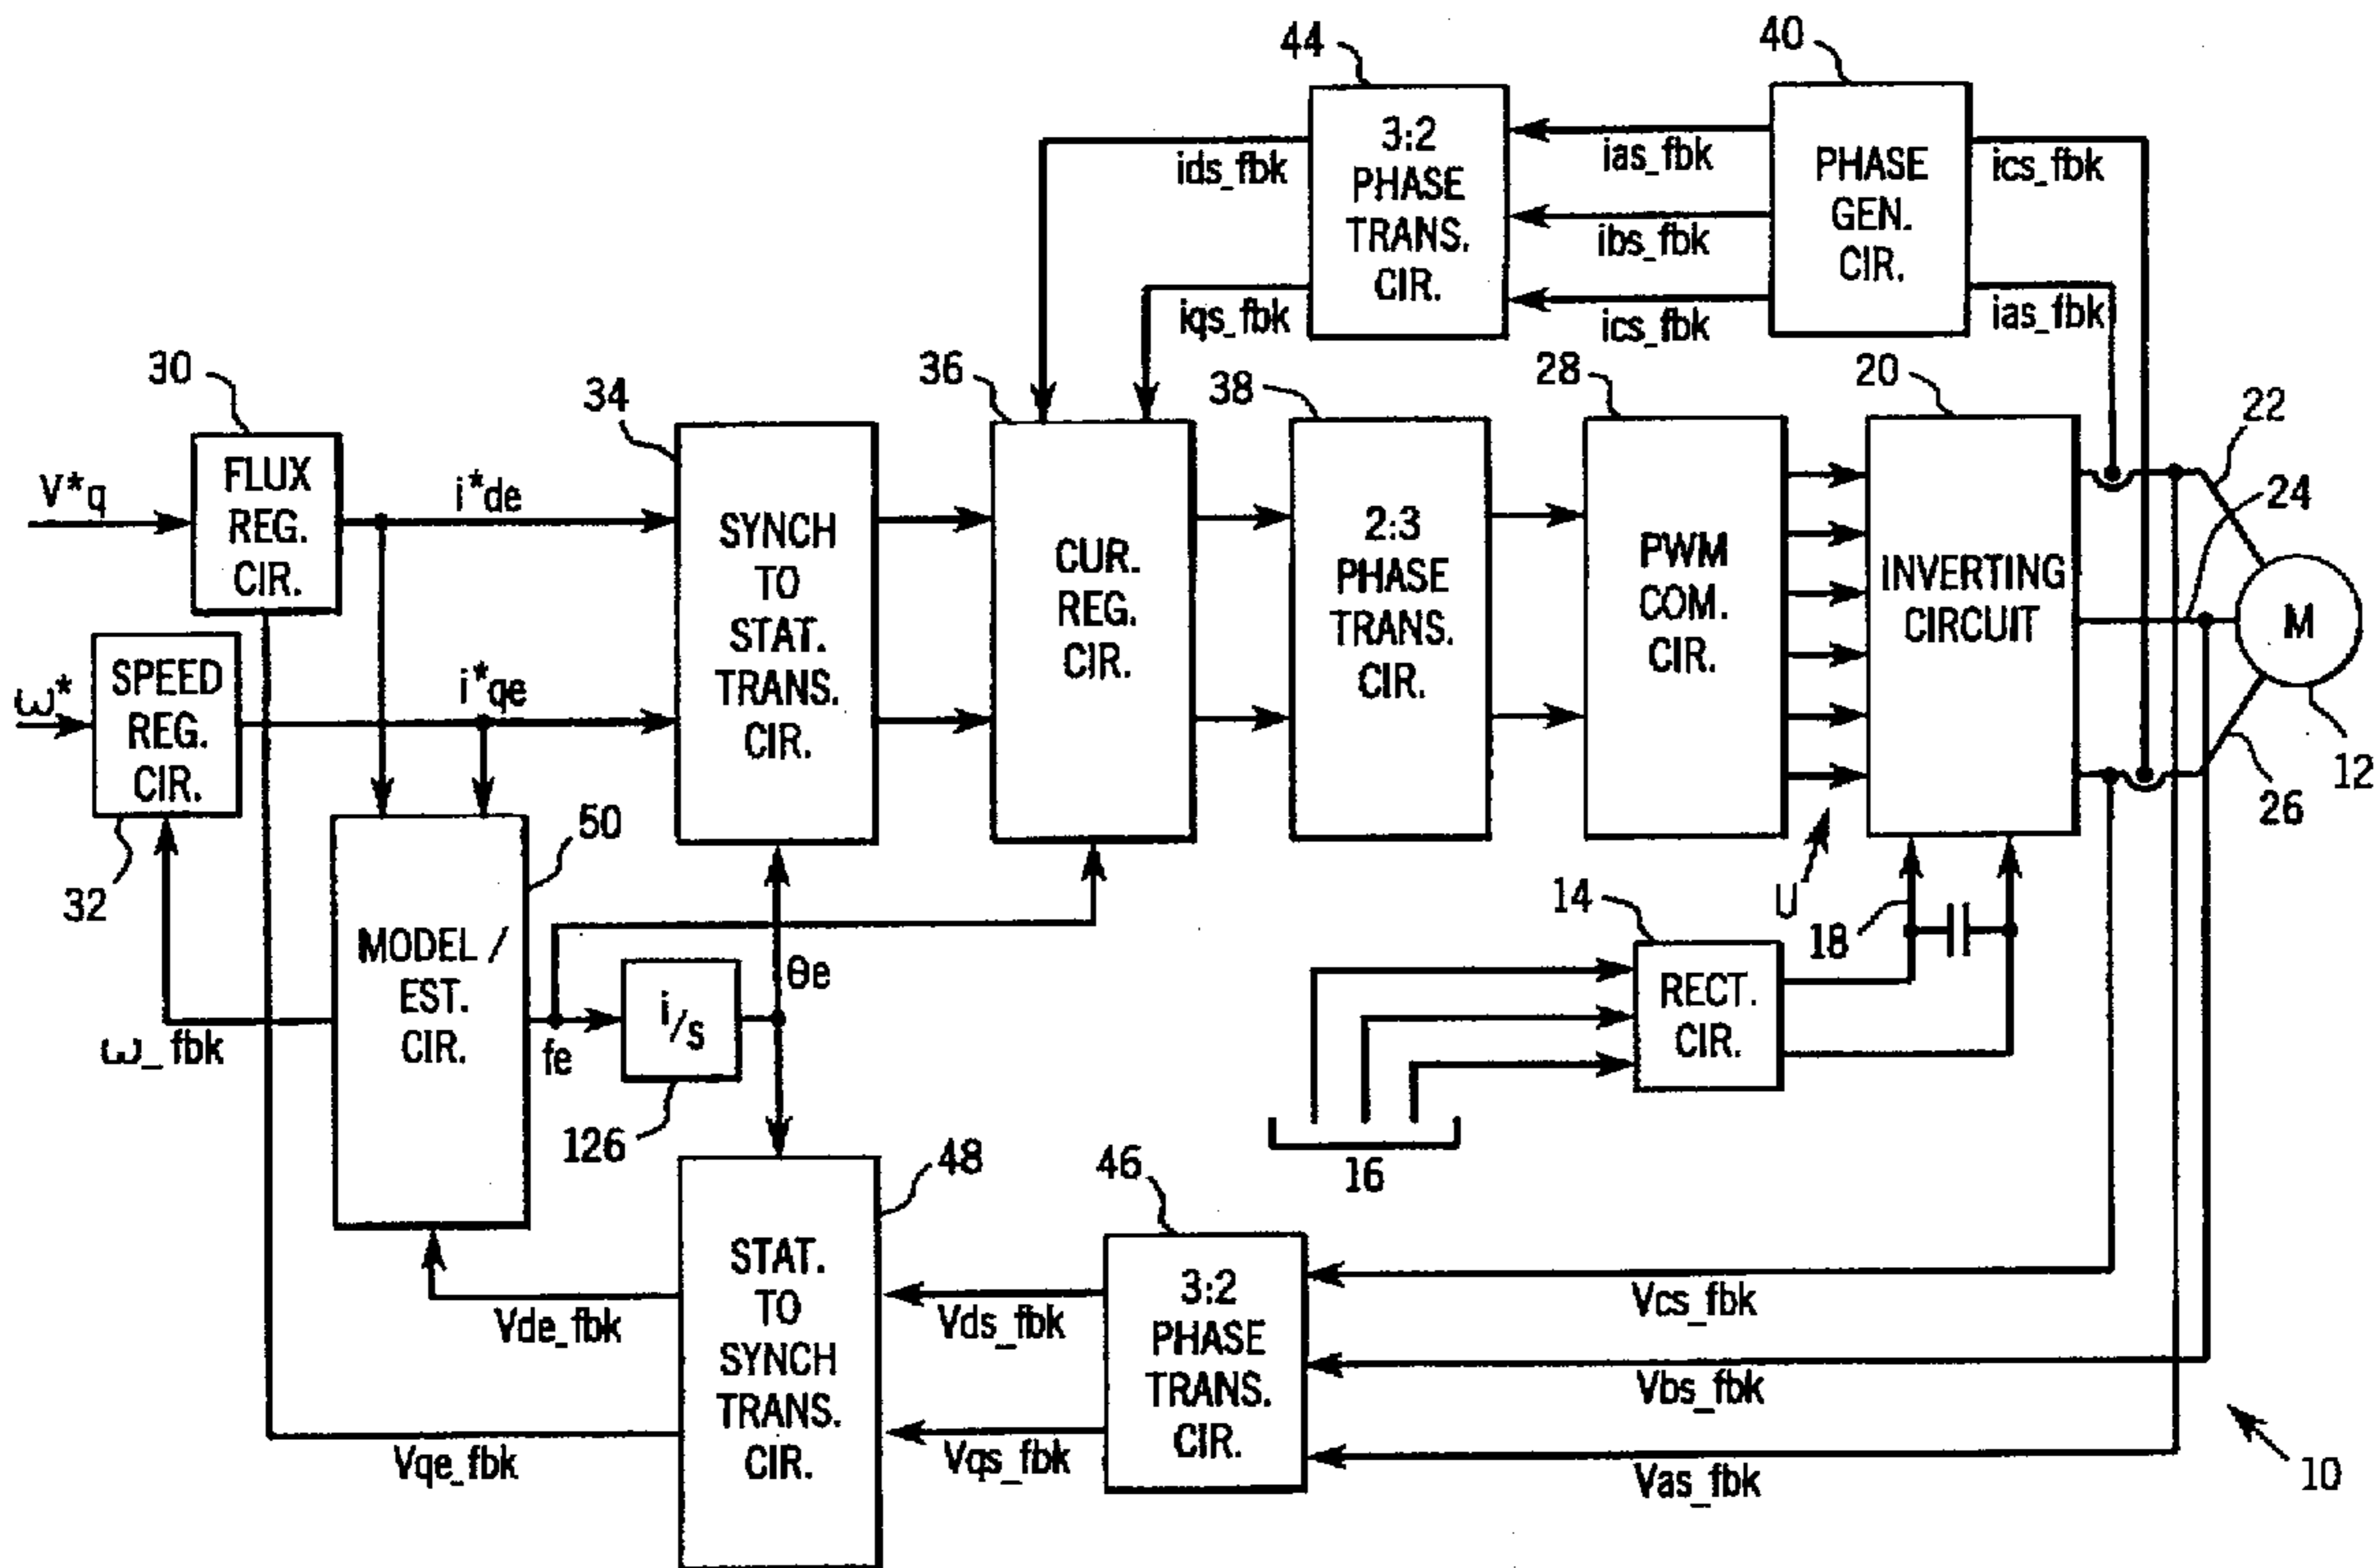 44
40
3:2
PHASE
TRANS.
CIR.
PHASE
GEN.
CIR.
ids_fbk
iqs_fbk
ias_fbk
ibs_fbk
ics_fbk
ics_fbk
ias_fbk
30
34
36
38
28
20
22
24
V*q
FLUX
REG.
CIR.
i*de
SYNCH
TO
STAT.
TRANS.
CIR.
CUR.
REG.
CIR.
2:3
PHASE
TRANS.
CIR.
PWM
COM.
CIR.
INVERTING
CIRCUIT
M
ω*
SPEED
REG.
CIR.
i*qe
12
26
32
50
14
U
18
MODEL /
EST.
CIR.
ω_fbk
fe
i/s
θe
RECT.
CIR.
126
16
48
46
STAT.
TO
SYNCH
TRANS.
CIR.
3:2
PHASE
TRANS.
CIR.
Vde_fbk
Vds_fbk
Vcs_fbk
Vbs_fbk
Vqe_fbk
Vqs_fbk
Vas_fbk
10